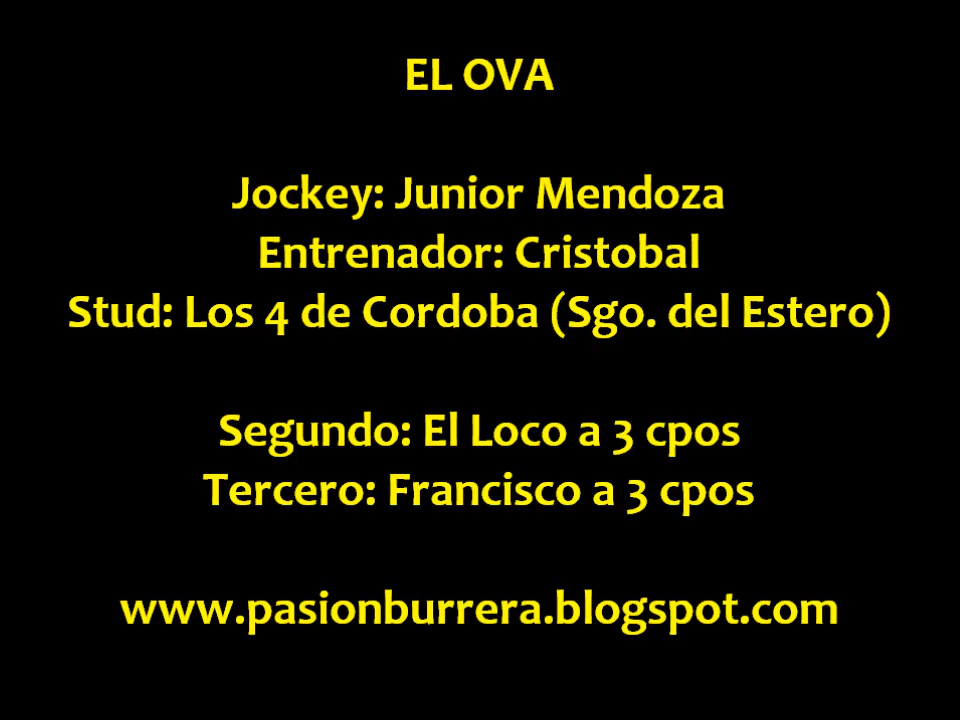 EL OVA
Jockey: Junior Mendoza
Entrenador: Cristobal
Stud: Los 4 de Cordoba (Sgo. del Estero)
Segundo: El Loco a 3 cpos
Tercero: Francisco a 3 cpos
www.pasionburrera.blogspot.com